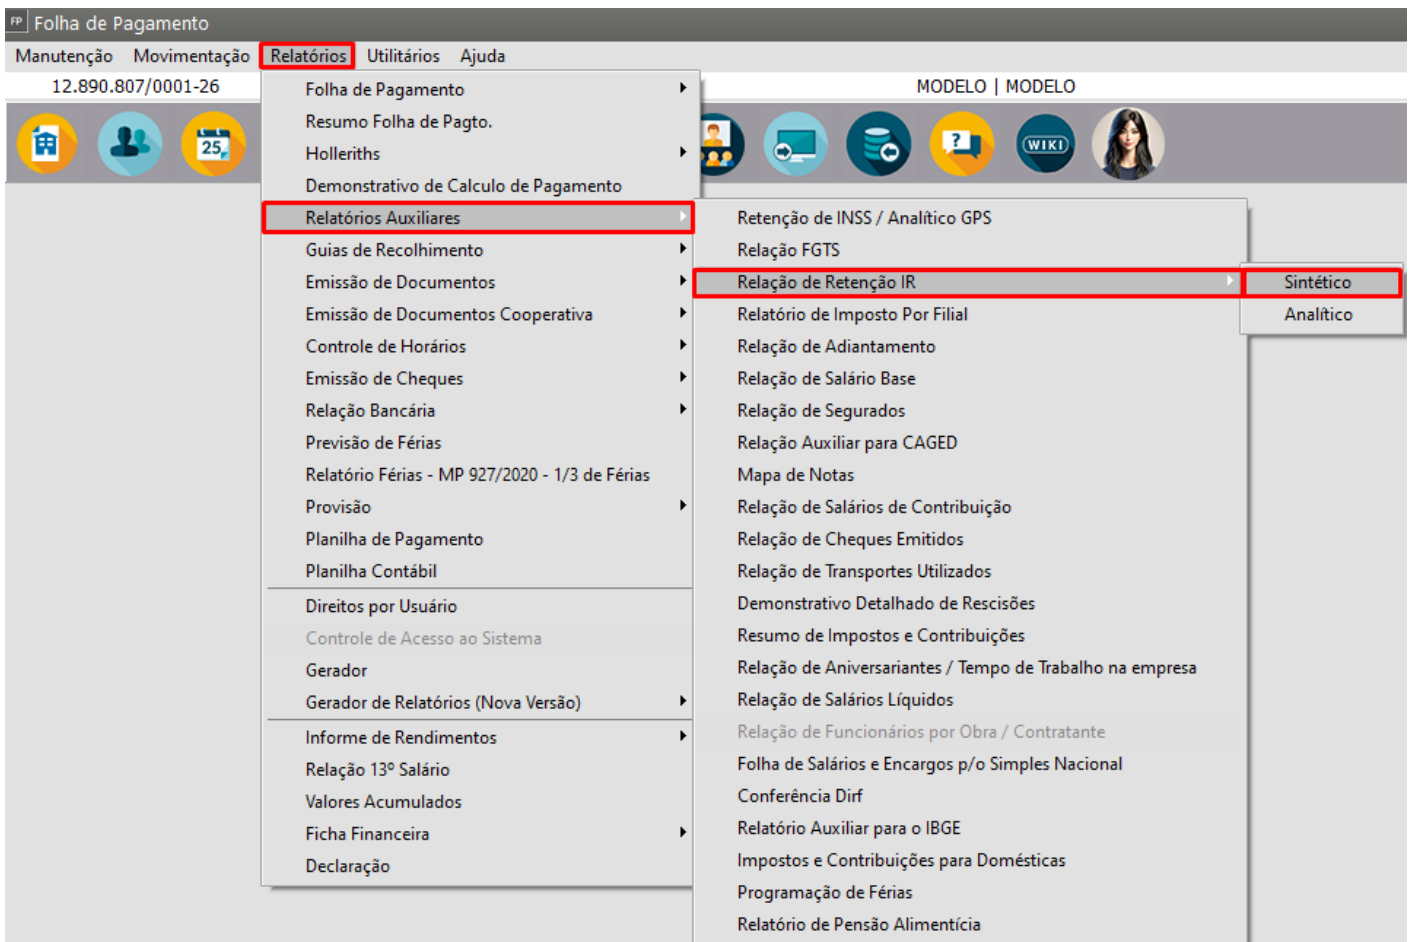 FP Folha de Pagamento
Manutenção Movimentação Relatórios Utilitários Ajuda
12.890.807/0001-26 MODELO | MODELO
25
?
WIKI
Folha de Pagamento
Resumo Folha de Pagto.
Holleriths
Demonstrativo de Calculo de Pagamento
Relatórios Auxiliares
Guias de Recolhimento
Emissão de Documentos
Emissão de Documentos Cooperativa
Controle de Horários
Emissão de Cheques
Relação Bancária
Previsão de Férias
Relatório Férias - MP 927/2020 - 1/3 de Férias
Provisão
Planilha de Pagamento
Planilha Contábil
Direitos por Usuário
Controle de Acesso ao Sistema
Gerador
Gerador de Relatórios (Nova Versão)
Informe de Rendimentos
Relação 13º Salário
Valores Acumulados
Ficha Financeira
Declaração
Retenção de INSS / Analítico GPS
Relação FGTS
Relação de Retenção IR
Relatório de Imposto Por Filial
Relação de Adiantamento
Relação de Salário Base
Relação de Segurados
Relação Auxiliar para CAGED
Mapa de Notas
Relação de Salários de Contribuição
Relação de Cheques Emitidos
Relação de Transportes Utilizados
Demonstrativo Detalhado de Rescisões
Resumo de Impostos e Contribuições
Relação de Aniversariantes / Tempo de Trabalho na empresa
Relação de Salários Líquidos
Relação de Funcionários por Obra / Contratante
Folha de Salários e Encargos p/o Simples Nacional
Conferência Dirf
Relatório Auxiliar para o IBGE
Impostos e Contribuições para Domésticas
Programação de Férias
Relatório de Pensão Alimentícia
Sintético
Analítico